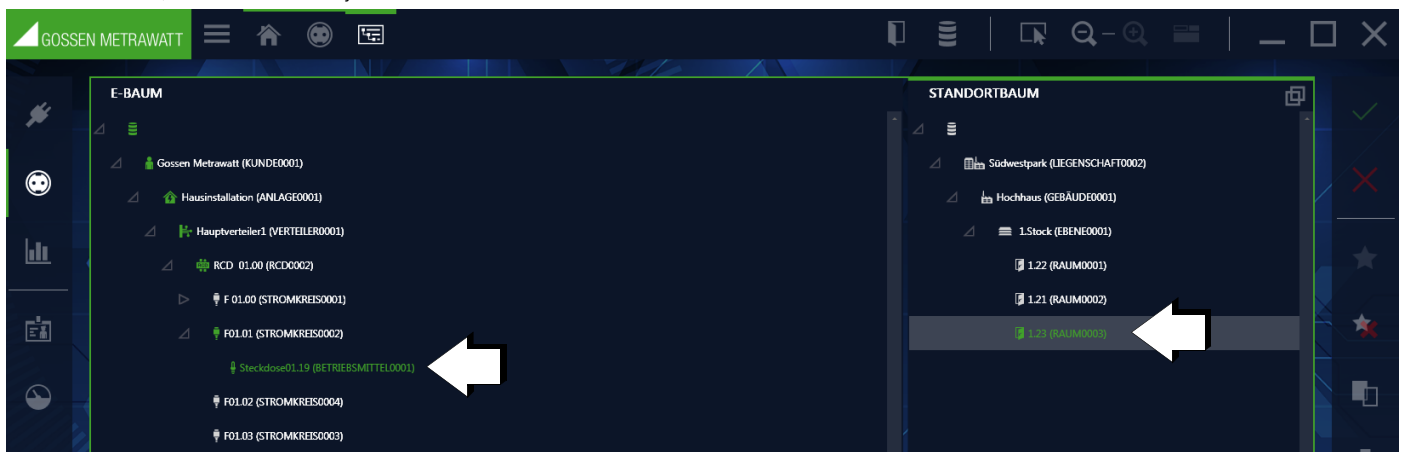 GOSSEN METRAWATT
E-BAUM
Gossen Metrawatt (KUNDE0001)
Hausinstallation (ANLAGE0001)
Hauptverteiler1 (VERTEILER0001)
RCD 01.00 (RCD0002)
F 01.00 (STROMKREIS0001)
F01.01 (STROMKREIS0002)
Steckdose01.19 (BETRIEBSMITTEL0001)
F01.02 (STROMKREIS0004)
F01.03 (STROMKREIS0003)
STANDORTBAUM
Südwestpark (LIEGENSCHAFT0002)
Hochhaus (GEBÄUDE0001)
1.Stock (EBENE0001)
1.22 (RAUM0001)
1.21 (RAUM0002)
1.23 (RAUM0003)